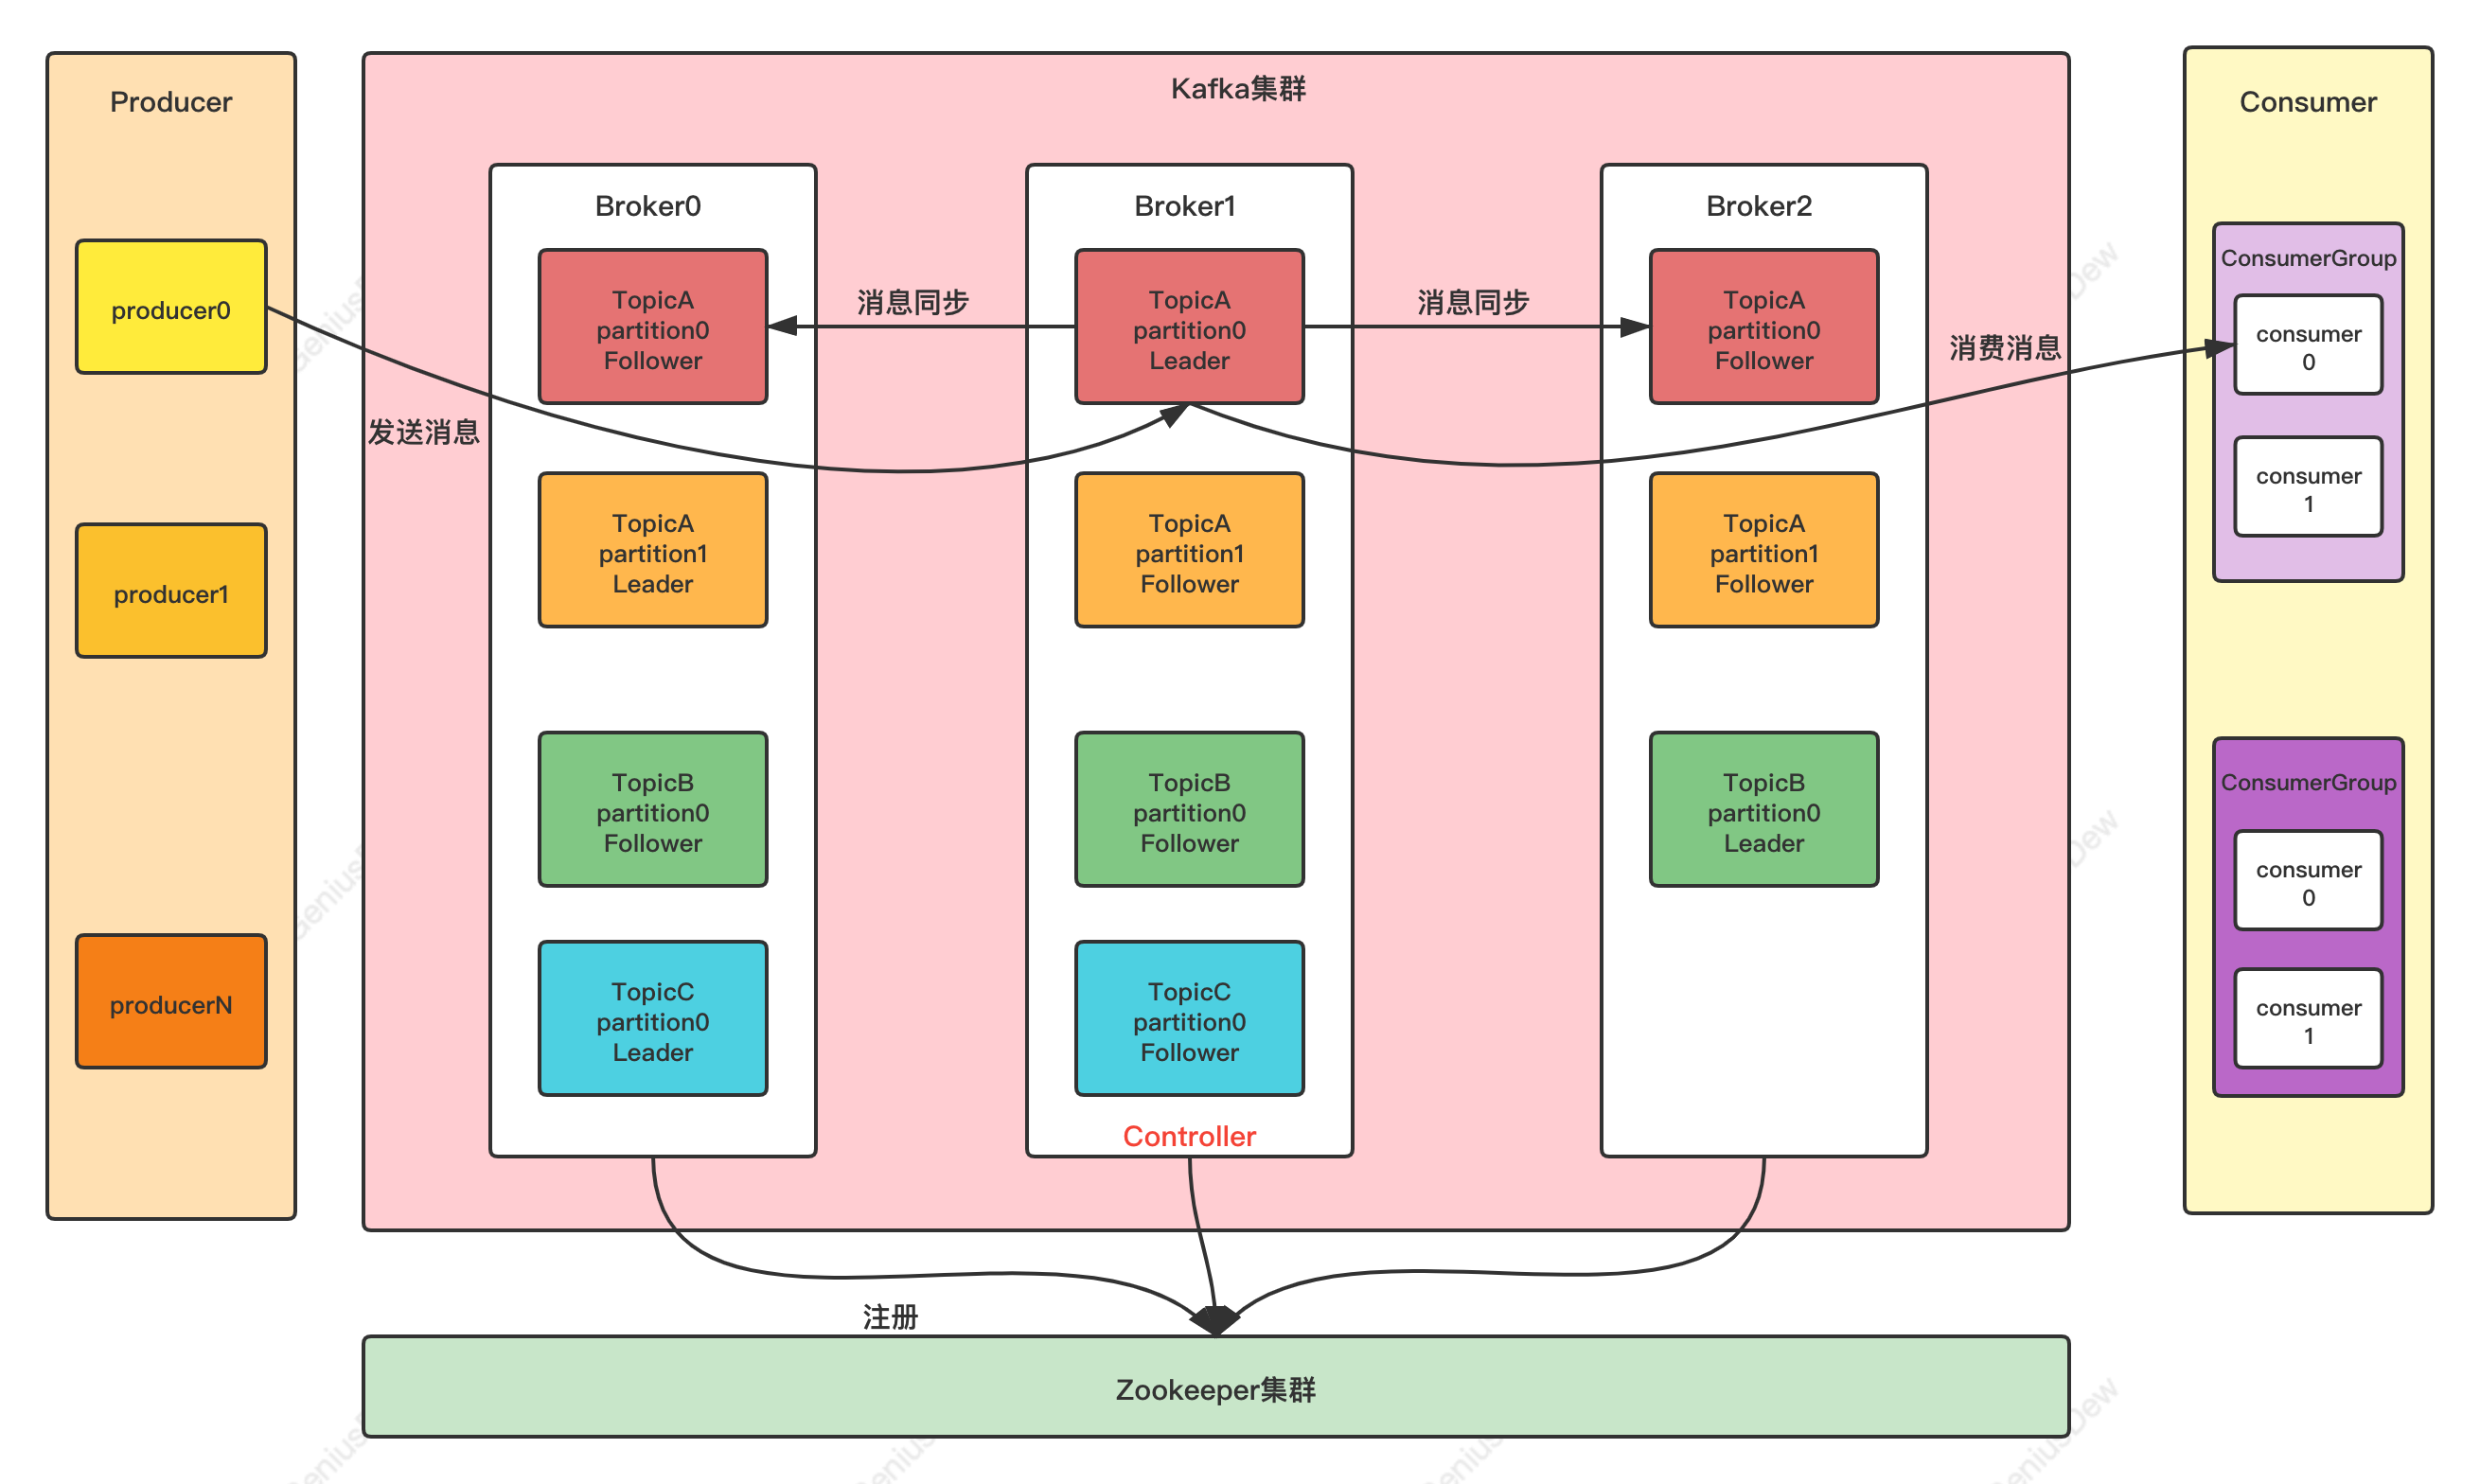 Producer
producer0
producer1
producerN
Kafka集群
发送消息
Broker0
TopicA
partition0
Follower
TopicA
partition1
Leader
TopicB
partition0
Follower
TopicC
partition0
Leader
消息同步
Broker1
TopicA
partition0
Leader
TopicA
partition1
Follower
TopicB
partition0
Follower
TopicC
partition0
Follower
Controller
消息同步
Broker2
TopicA
partition0
Follower
TopicA
partition1
Follower
TopicB
partition0
Leader
消费消息
Consumer
ConsumerGroup
consumer
0
consumer
1
ConsumerGroup
consumer
0
consumer
1
注册
Zookeeper集群